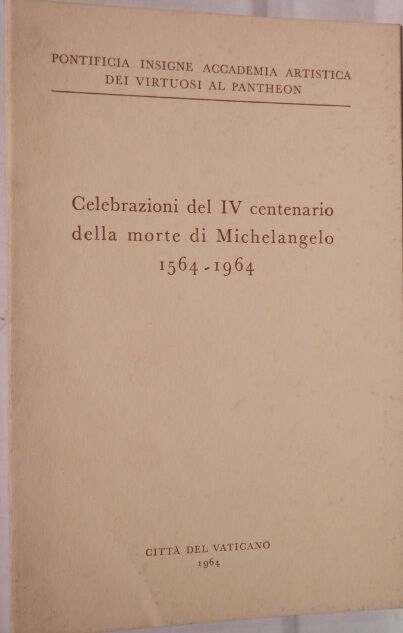 PONTIFICIA INSIGNE ACCADEMIA ARTISTICA
DEI VIRTUOSI AL PANTHEON
Celebrazioni del IV centenario
della morte di Michelangelo
1564-1964
CITTÀ DEL VATICANO
1964